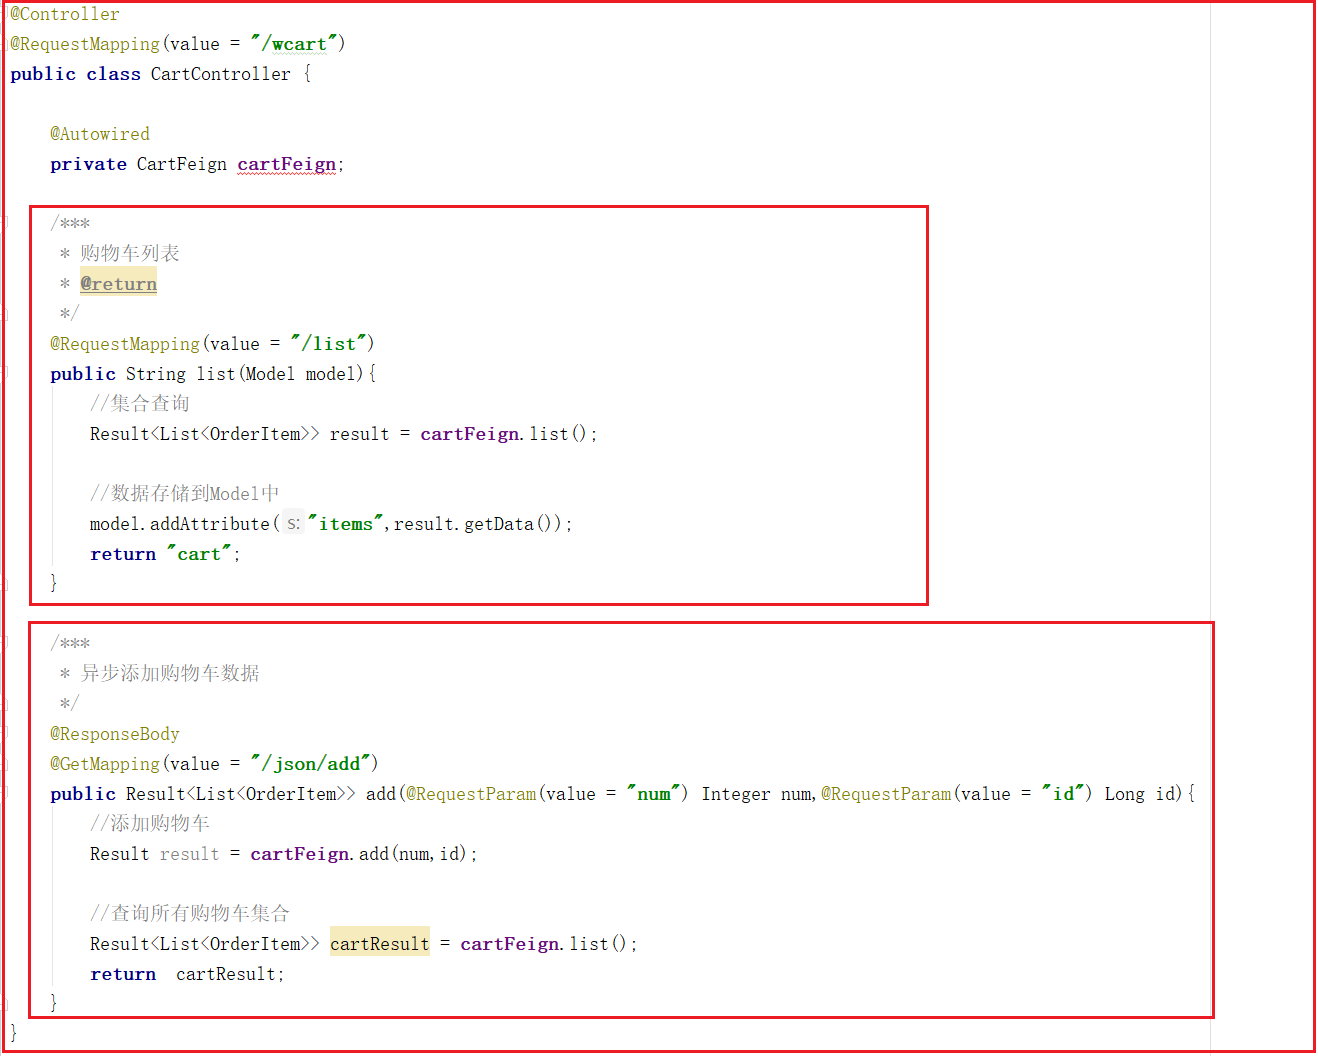 @Controller
@RequestMapping(value = "/wcart")
public class CartController {
@Autowired
private CartFeign cartFeign;
/***
* 购物车列表
* @return
*/
@RequestMapping(value = "/list")
public String list(Model model){
//集合查询
Result<List<OrderItem>> result = cartFeign.list();
//数据存储到Model中
model.addAttribute( s: "items",result.getData());
return "cart";
}
/***
* 异步添加购物车数据
*/
@ResponseBody
@GetMapping(value = "/json/add")
public Result<List<OrderItem>> add(@RequestParam(value = "num") Integer num,@RequestParam(value = "id") Long id){
//添加购物车
Result result = cartFeign.add(num,id);
//查询所有购物车集合
Result<List<OrderItem>> cartResult = cartFeign.list();
return  cartResult;
}
}